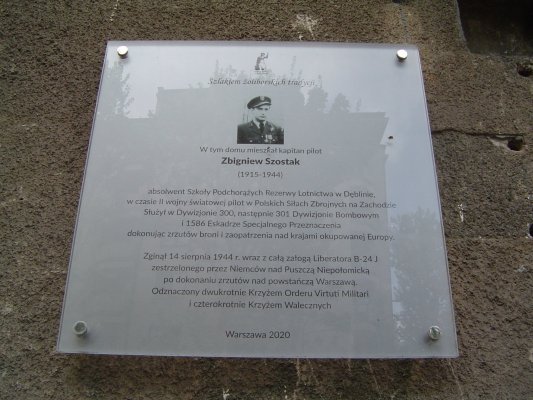 Szlakiem żoliborskich tradycji
W tym domu mieszkał kapitan pilot
Zbigniew Szostak
(1915-1944)
absolwent Szkoły Podchorążych Rezerwy Lotnictwa w Dęblinie,
w czasie II wojny światowej pilot w Polskich Siłach Zbrojnych na Zachodzie
Służył w Dywizjonie 300, następnie 301 Dywizjonie Bombowym
i 1586 Eskadrze Specjalnego Przeznaczenia
dokonując zrzutów broni i zaopatrzenia nad krajami okupowanej Europy.
Zginął 14 sierpnia 1944 r. wraz z całą załogą Liberatora B-24 J
zestrzelonego przez Niemców nad Puszczą Niepołomicką
po dokonaniu zrzutów nad powstańczą Warszawą.
Odznaczony dwukrotnie Krzyżem Orderu Virtuti Militari
i czterokrotnie Krzyżem Walecznych
Warszawa 2020